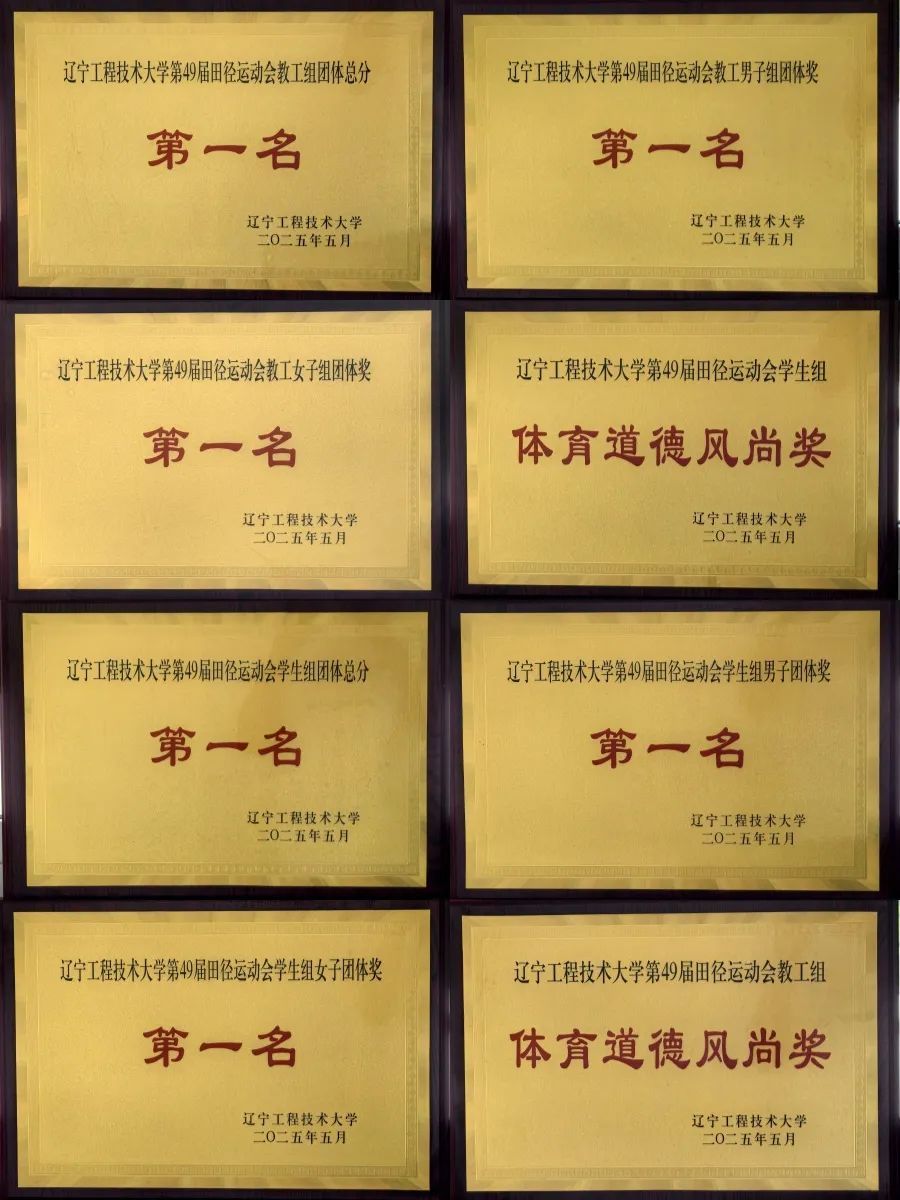 辽宁工程技术大学第49届田径运动会教工组团体总分
第一名
辽宁工程技术大学
二〇二五年五月
辽宁工程技术大学第49届田径运动会教工男子组团体奖
第一名
辽宁工程技术大学
二〇二五年五月
辽宁工程技术大学第49届田径运动会教工女子组团体奖
第一名
辽宁工程技术大学
二〇二五年五月
辽宁工程技术大学第49届田径运动会学生组
体育道德风尚奖
辽宁工程技术大学
二〇二五年五月
辽宁工程技术大学第49届田径运动会学生组团体总分
第一名
辽宁工程技术大学
二〇二五年五月
辽宁工程技术大学第49届田径运动会学生组男子团体奖
第一名
辽宁工程技术大学
二〇二五年五月
辽宁工程技术大学第49届田径运动会学生组女子团体奖
第一名
辽宁工程技术大学
二〇二五年五月
辽宁工程技术大学第49届田径运动会教工组
体育道德风尚奖
辽宁工程技术大学
二〇二五年五月